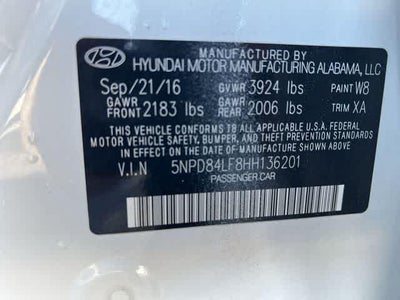 MANUFACTURED BY
HYUNDAI MOTOR MANUFACTURING ALABAMA, LLC
Sep/21/16 GVWR 3924 lbs PAINT W8
GAWR FRONT 2183 lbs GAWR REAR 2006 lbs TRIM XA
THIS VEHICLE CONFORMS TO ALL APPLICABLE U.S. FEDERAL
MOTOR VEHICLE SAFETY, BUMPER, AND THEFT PREVENTION STANDARDS
IN EFFECT ON THE DATE OF MANUFACTURE SHOWN ABOVE.
V.I.N 5NPD84LF8HH136201
PASSENGER CAR